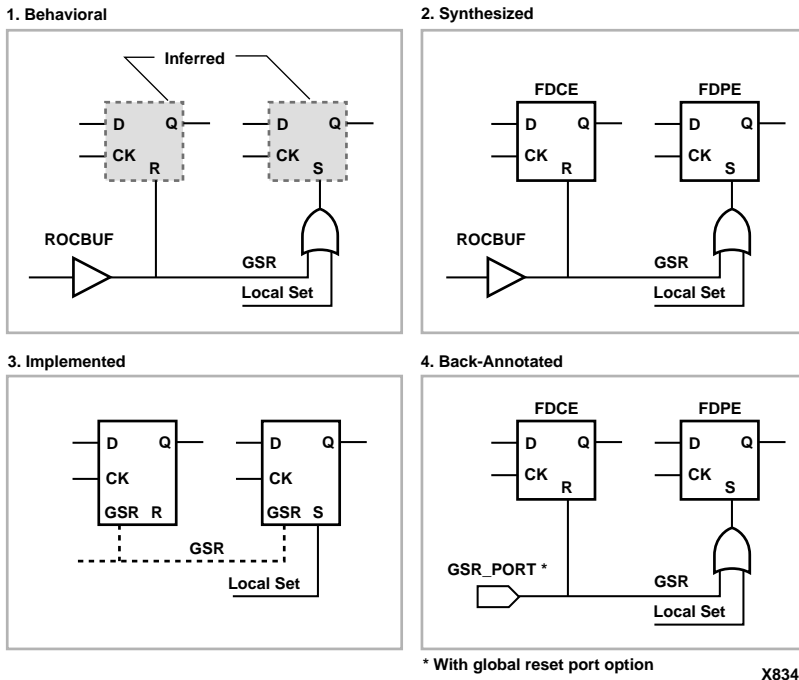 1. Behavioral
Inferred
D Q
CK
R
D Q
CK
S
ROCBUF
GSR
Local Set
2. Synthesized
FDCE
FDPE
D Q
CK
R
D Q
CK
S
ROCBUF
GSR
Local Set
3. Implemented
D Q
CK
GSR R
D Q
CK
GSR S
GSR
Local Set
4. Back-Annotated
FDCE
FDPE
D Q
CK
R
D Q
CK
S
GSR_PORT *
GSR
Local Set
* With global reset port option
X834